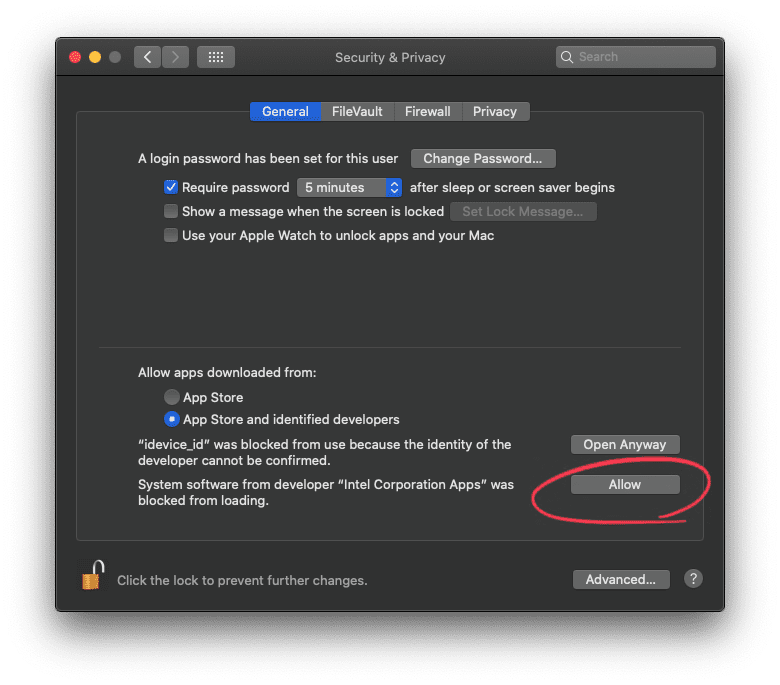 Security & Privacy
Search
General FileVault Firewall Privacy
A login password has been set for this user Change Password...
Require password 5 minutes after sleep or screen saver begins
Show a message when the screen is locked Set Lock Message...
Use your Apple Watch to unlock apps and your Mac
Allow apps downloaded from:
App Store
App Store and identified developers
“idevice_id” was blocked from use because the identity of the
developer cannot be confirmed.
Open Anyway
System software from developer “Intel Corporation Apps” was
blocked from loading.
Allow
Click the lock to prevent further changes.
Advanced...
?